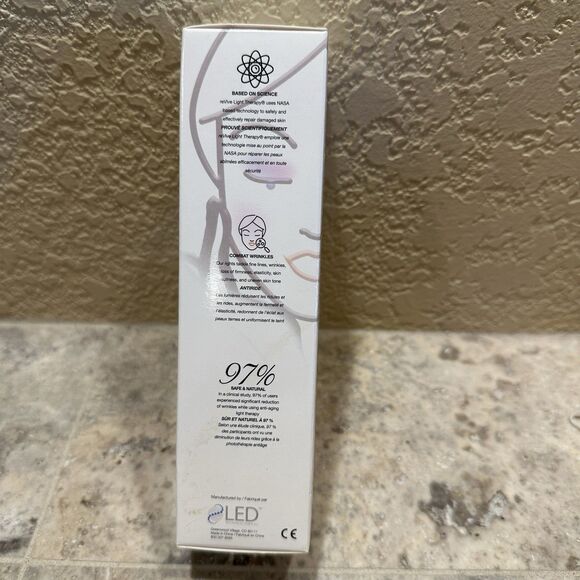 BASED ON SCIENCE
reVive Light Therapy® uses NASA
based technology to safely and
effectively repair damaged skin
PROUVÉ SCIENTIFIQUEMENT
reVive Light Therapy® emploie une
technologie mise au point par la
NASA pour réparer les peaux
abîmées efficacement et en toute
sécurité
COMBAT WRINKLES
Our lights tackle fine lines, wrinkles,
loss of firmness, elasticity, skin
dullness, and uneven skin tone
ANTIRIDE
Les lumières réduisent les ridules et
les rides, augmentent la fermeté et
l'élasticité, redonnent de l'éclat aux
peaux ternes et uniformisent le teint
97%
SAFE & NATURAL
In a clinical study, 97% of users
experienced significant reduction
of wrinkles while using anti-aging
light therapy
SÛR ET NATUREL À 97 %
Selon une étude clinique, 97 %
des participants ont vu une
diminution de leurs rides grâce à la
photothérapie antiâge
Manufactured by / Fabriqué par
LED
Greenwood Village, CO 80111
Made in China / Fabriqué en Chine
CE